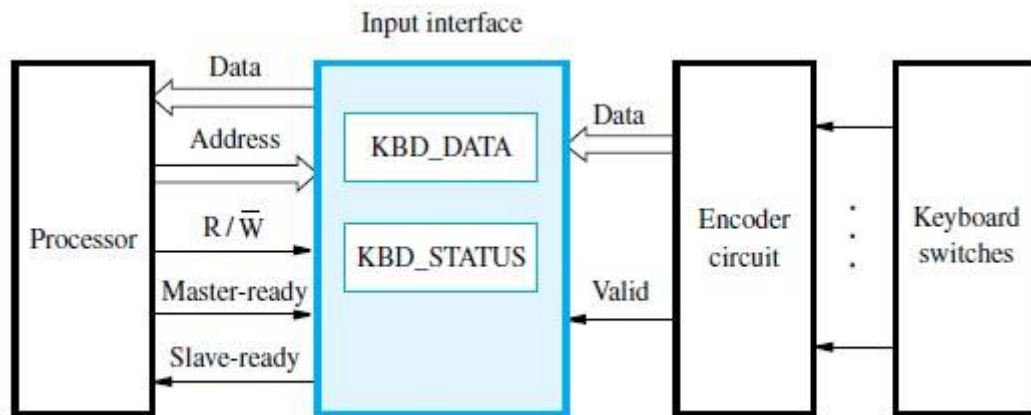 Input interface
Data
Data
KBD_DATA
Address
R / W̅
Processor
KBD_STATUS
Encoder
circuit
Keyboard
switches
Master-ready
Valid
Slave-ready